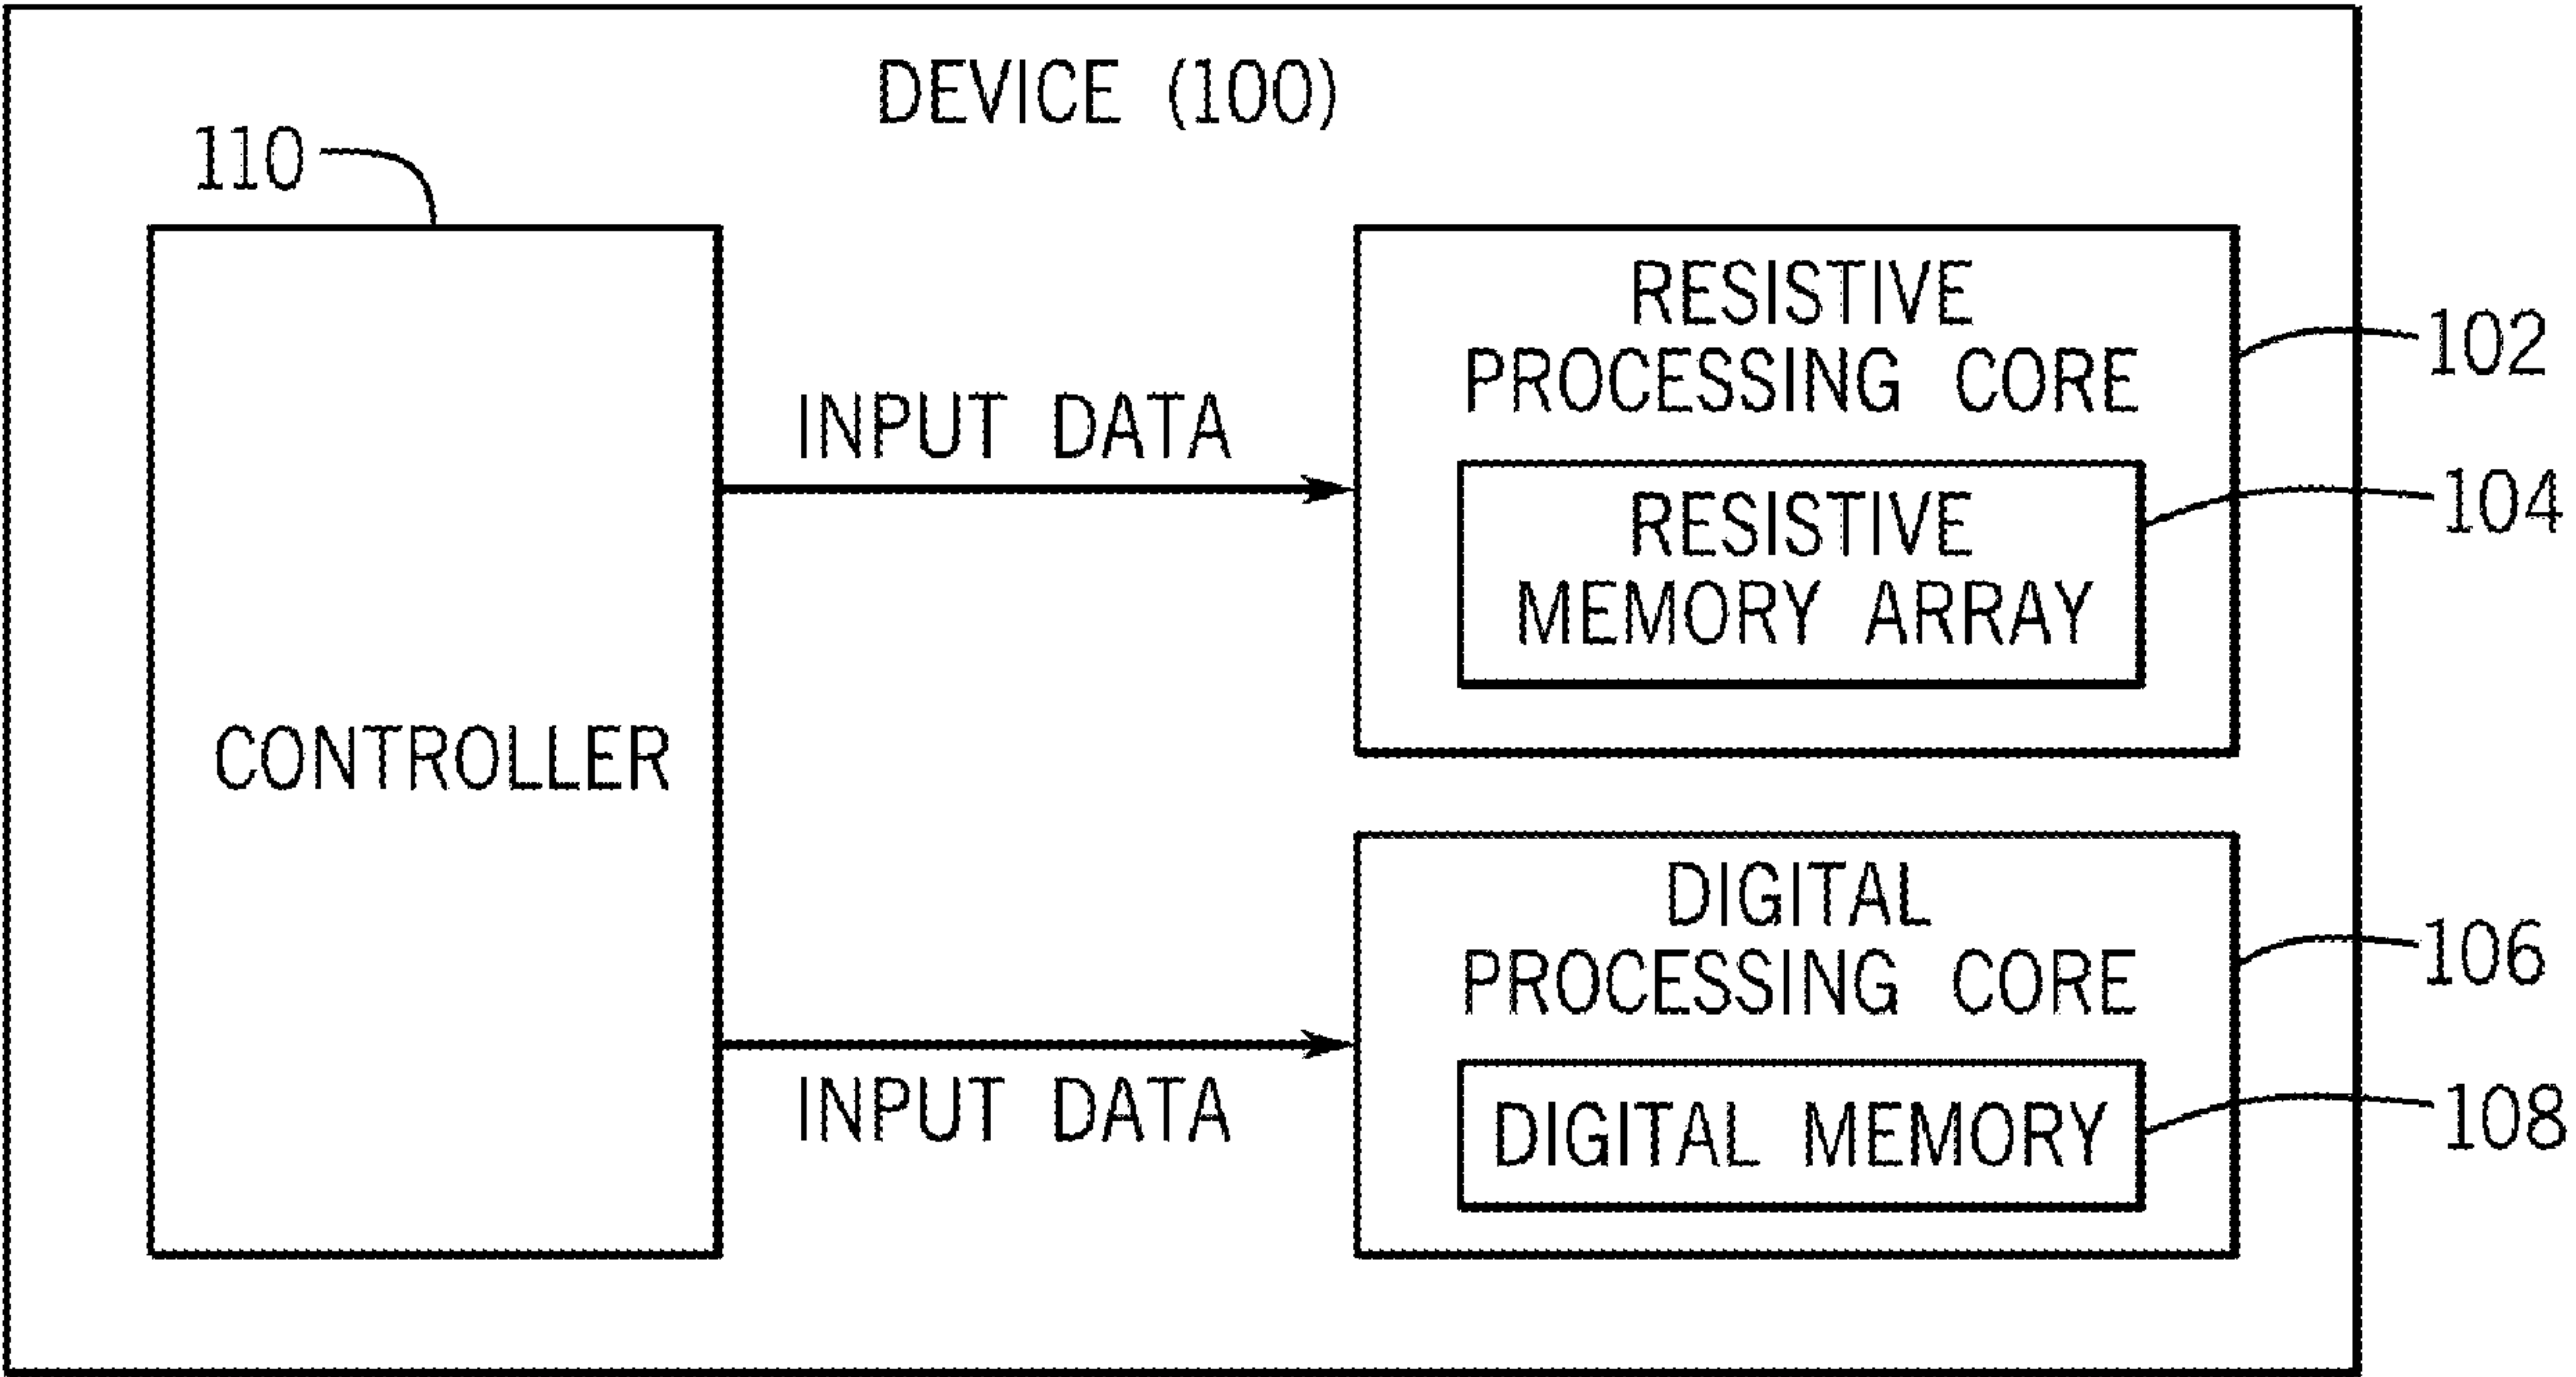 DEVICE (100)
110
CONTROLLER
INPUT DATA
RESISTIVE
PROCESSING CORE
102
RESISTIVE
MEMORY ARRAY
104
INPUT DATA
DIGITAL
PROCESSING CORE
106
DIGITAL MEMORY
108